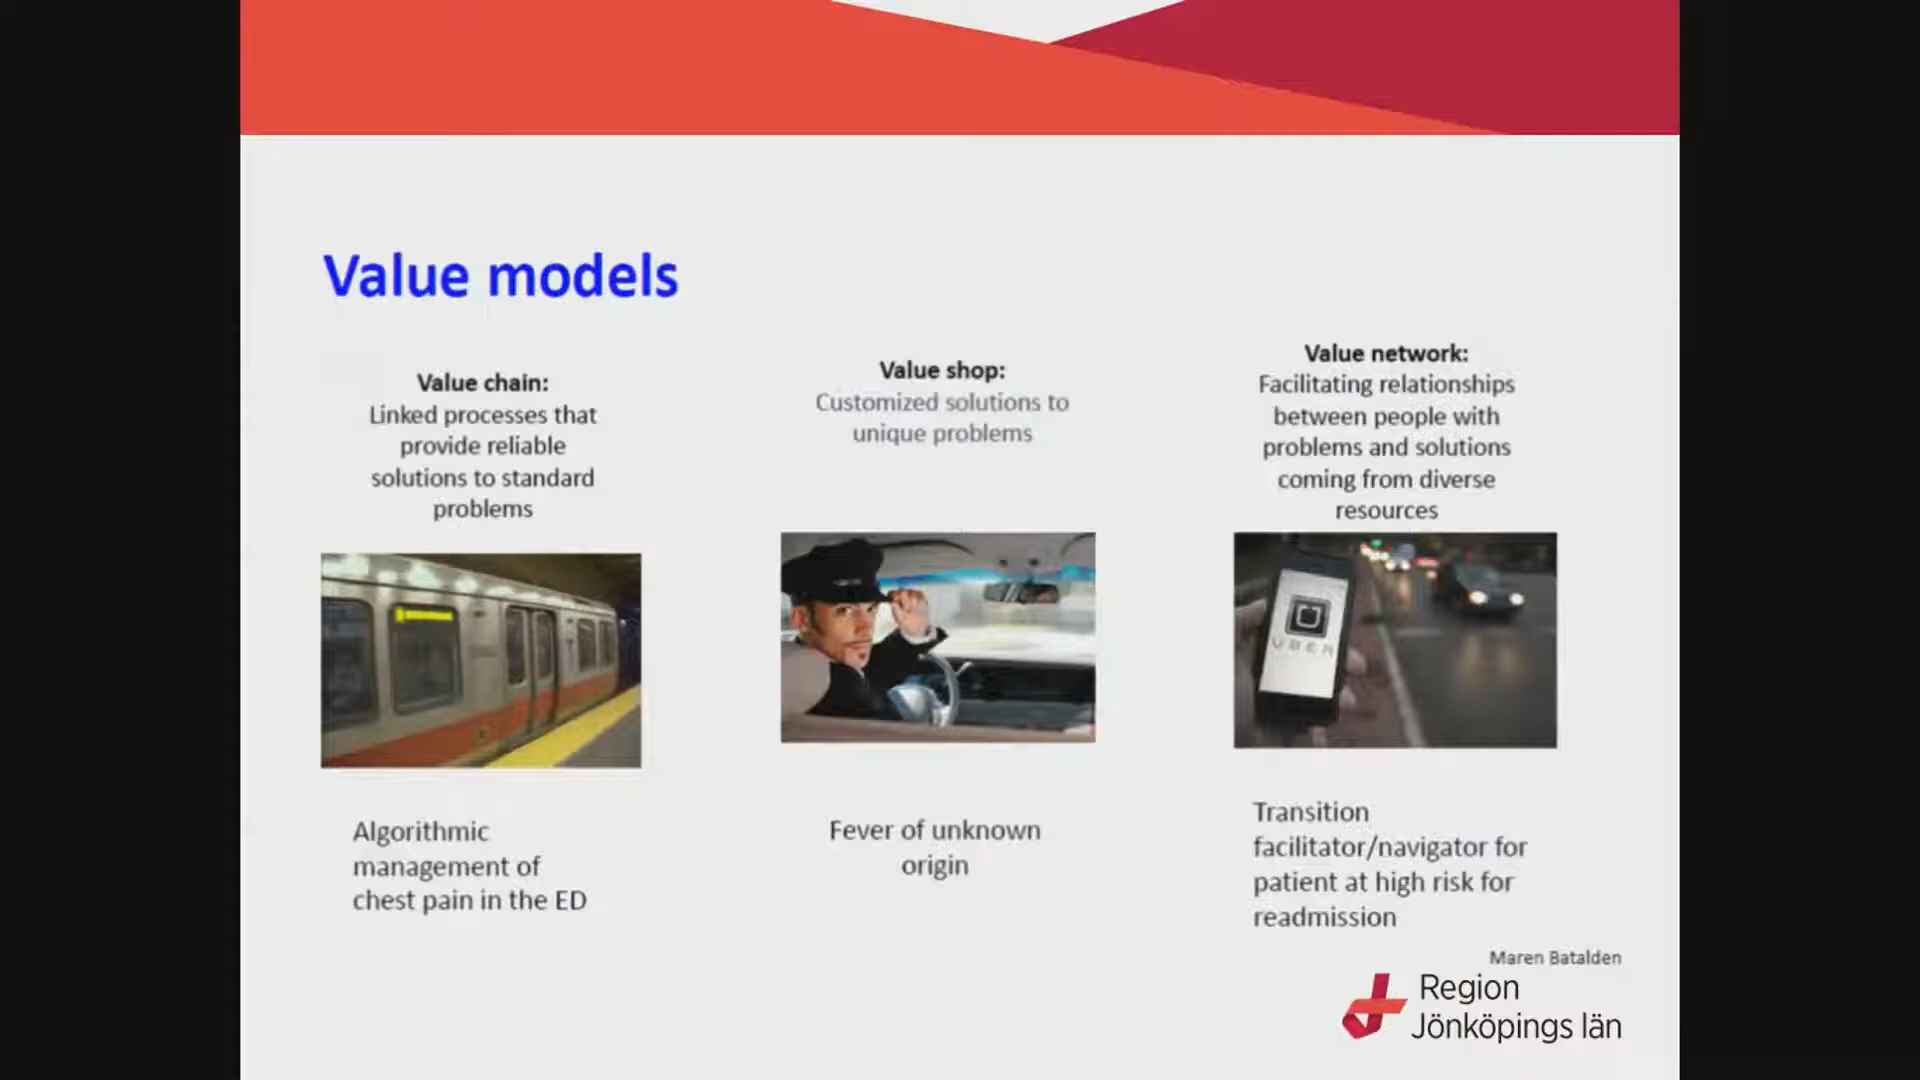 Value models
Value chain:
Linked processes that
provide reliable
solutions to standard
problems
Value shop:
Customized solutions to
unique problems
Value network:
Facilitating relationships
between people with
problems and solutions
coming from diverse
resources
UBER
Algorithmic
management of
chest pain in the ED
Fever of unknown
origin
Transition
facilitator/navigator for
patient at high risk for
readmission
Maren Batalden
Region
Jönköpings län